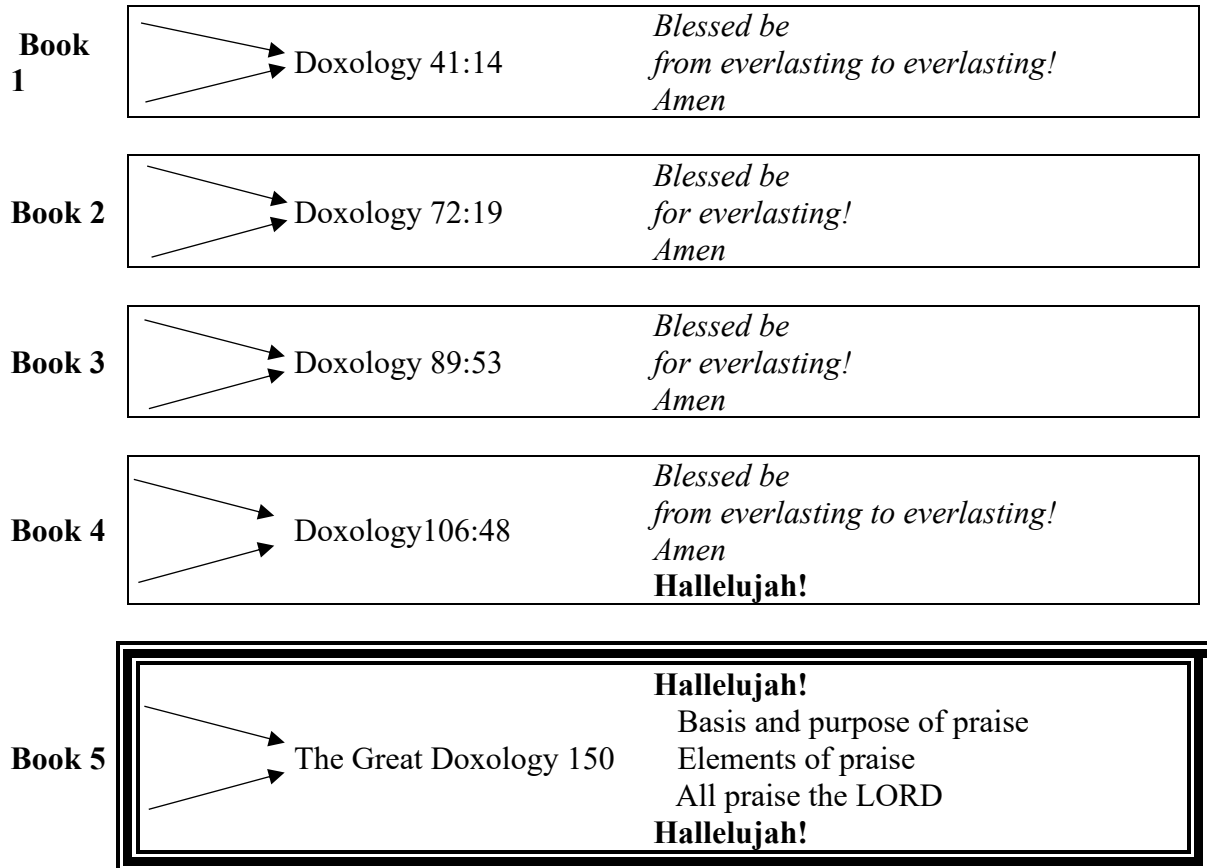 Book
1
Doxology 41:14
Blessed be
from everlasting to everlasting!
Amen
Book 2
Doxology 72:19
Blessed be
for everlasting!
Amen
Book 3
Doxology 89:53
Blessed be
for everlasting!
Amen
Book 4
Doxology106:48
Blessed be
from everlasting to everlasting!
Amen
Hallelujah!
Book 5
The Great Doxology 150
Hallelujah!
Basis and purpose of praise
Elements of praise
All praise the LORD
Hallelujah!